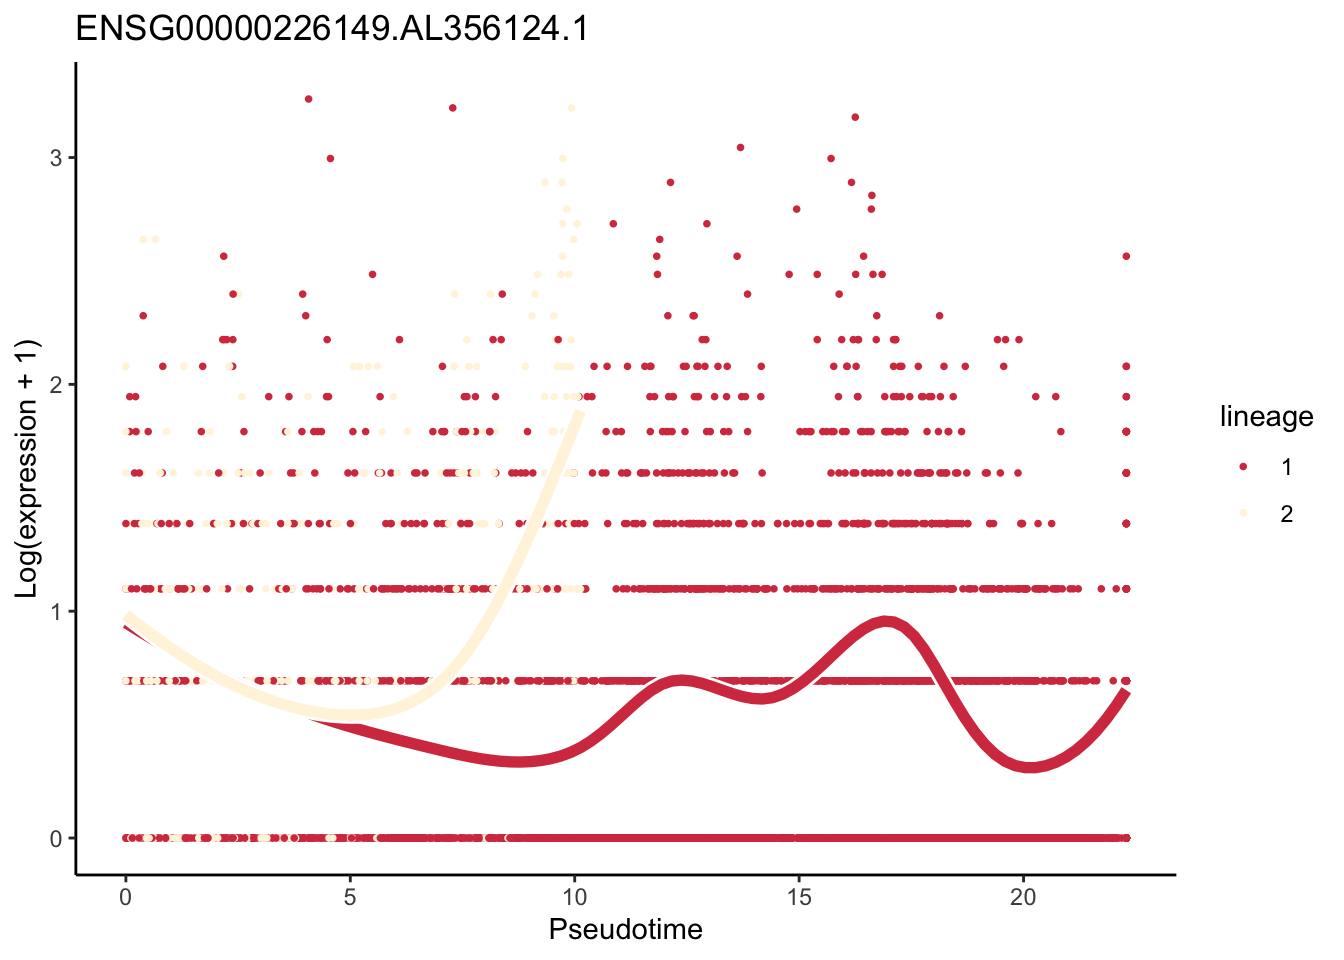 ENSG00000226149.AL356124.1
Log(expression + 1)
3
2
1
0
0 5 10 15 20
Pseudotime
lineage
1
2